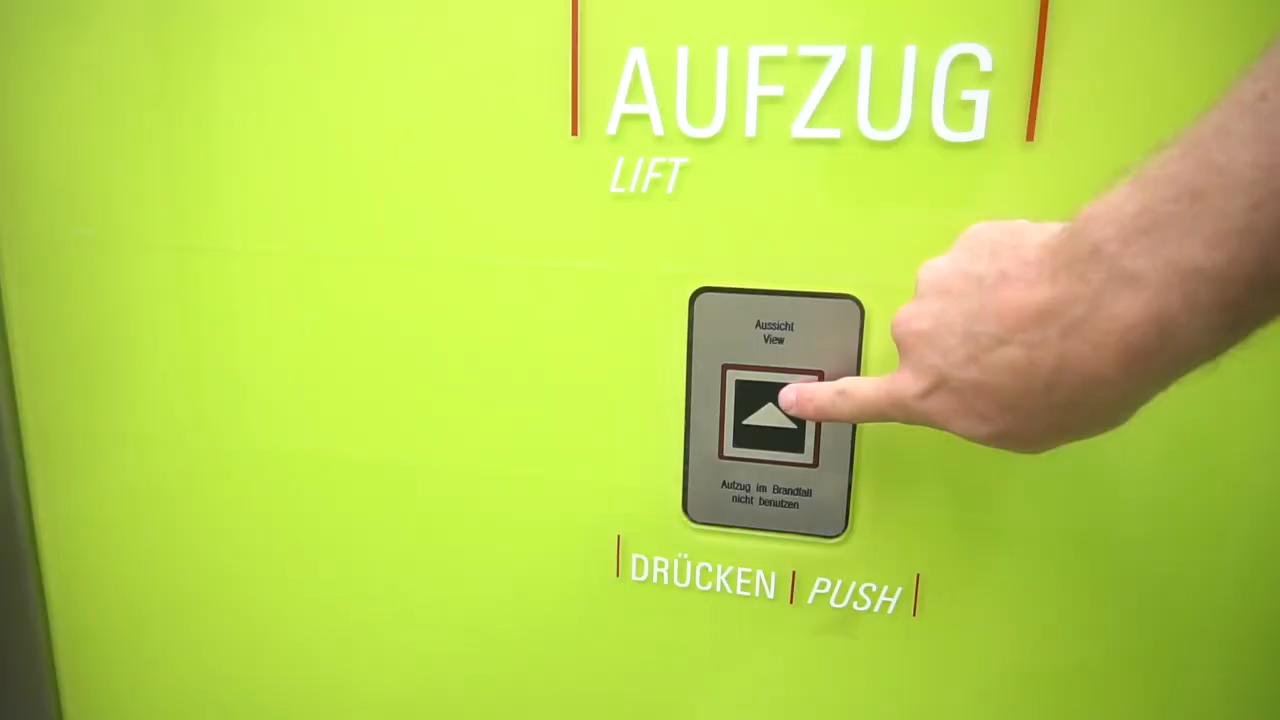 AUFZUG
LIFT
Aussicht
View
Aufzug im Brandfall
nicht benutzen
DRÜCKEN | PUSH